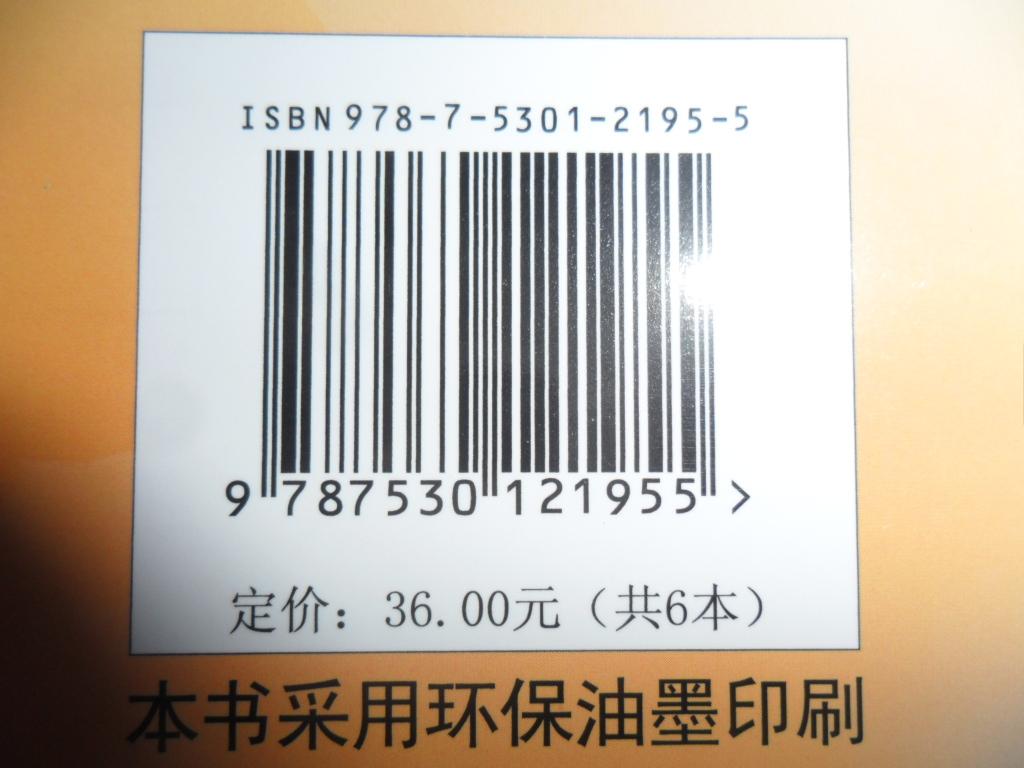 ISBN 978-7-5301-2195-5
9 787530 121955 >
定价：36.00元（共6本）
本书采用环保油墨印刷